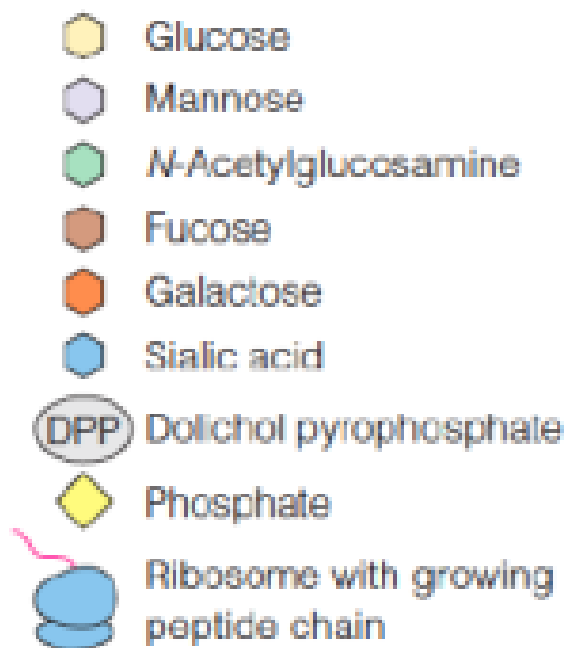 Glucose
Mannose
N-Acetylglucosamine
Fucose
Galactose
Sialic acid
DPP Dolichol pyrophosphate
Phosphate
Ribosome with growing
peptide chain